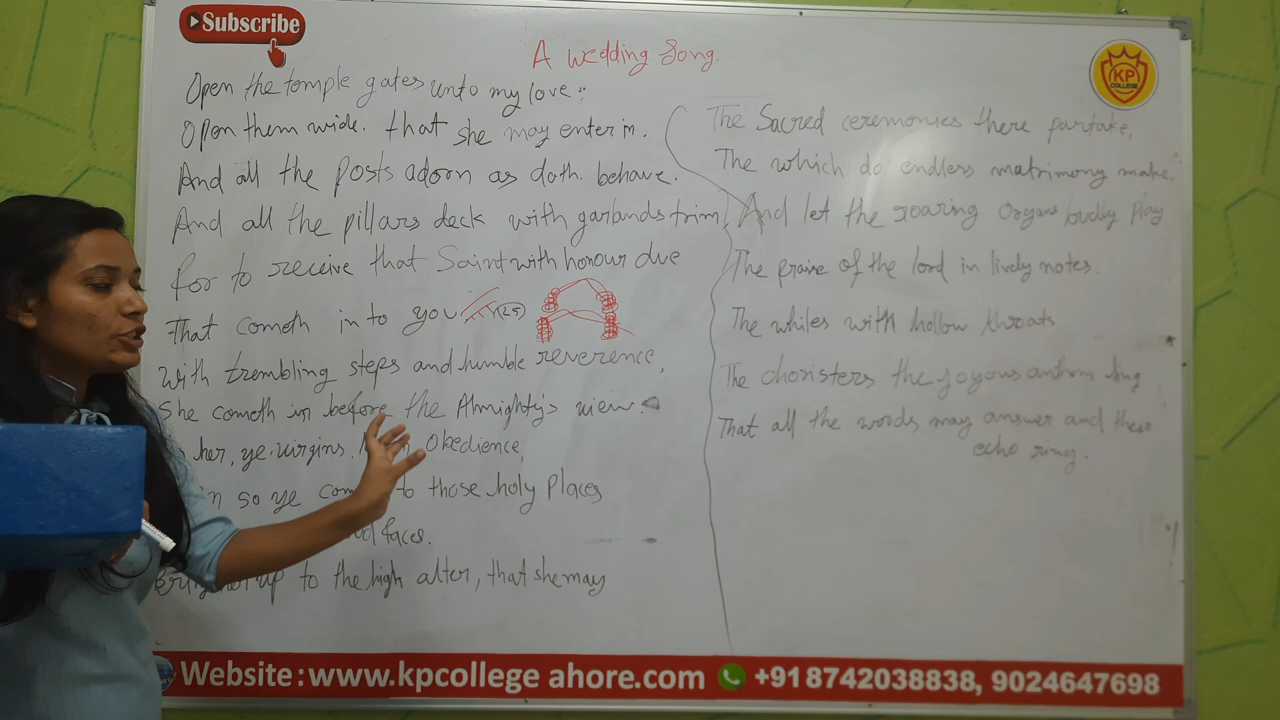 Subscribe
A wedding Song.
KP
COLLEGE
Open the temple gates unto my love:
Open them wide. that she may enter in.
And all the posts adorn as doth. behave.
And all the pillars deck with garlands trim,
for to receive that Saint with honour due
That cometh in to you (25)
With trembling steps and humble reverence,
She cometh in before the Almighty's view.
her, ye. virgins. Obedience,
so ye to those holy Places
faces.
up to the high alter, that she may
The Sacred ceremonies there partake,
The which do endless matrimony make.
And let the roaring Organs loudly Play
The praise of the lord in lively notes.
The whiles with hollow throats
The choristers the joyous anthem sing
That all the woods may answer and their
echo ring.
Website:www.kpcollege ahore.com +91 8742038838, 9024647698